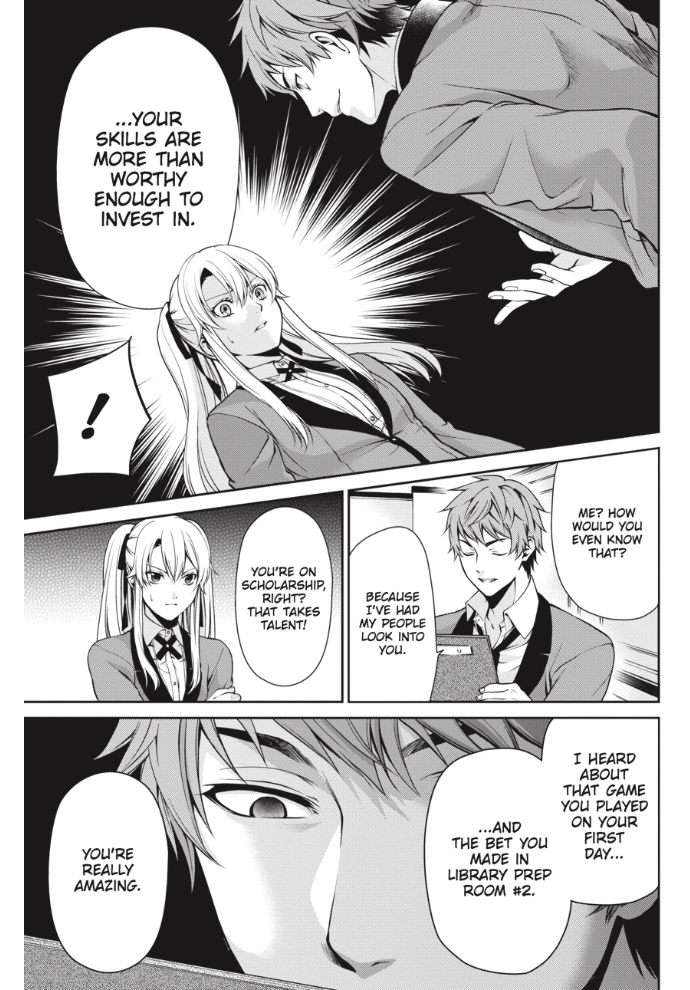 ...YOUR
SKILLS ARE
MORE THAN
WORTHY
ENOUGH TO
INVEST IN.
!
ME? HOW
WOULD YOU
EVEN KNOW
THAT?
BECAUSE
I'VE HAD
MY PEOPLE
LOOK INTO
YOU.
YOU'RE ON
SCHOLARSHIP,
RIGHT?
THAT TAKES
TALENT!
I HEARD
ABOUT
THAT GAME
YOU PLAYED
ON YOUR
FIRST
DAY...
...AND
THE BET YOU
MADE IN
LIBRARY PREP
ROOM #2.
YOU'RE
REALLY
AMAZING.